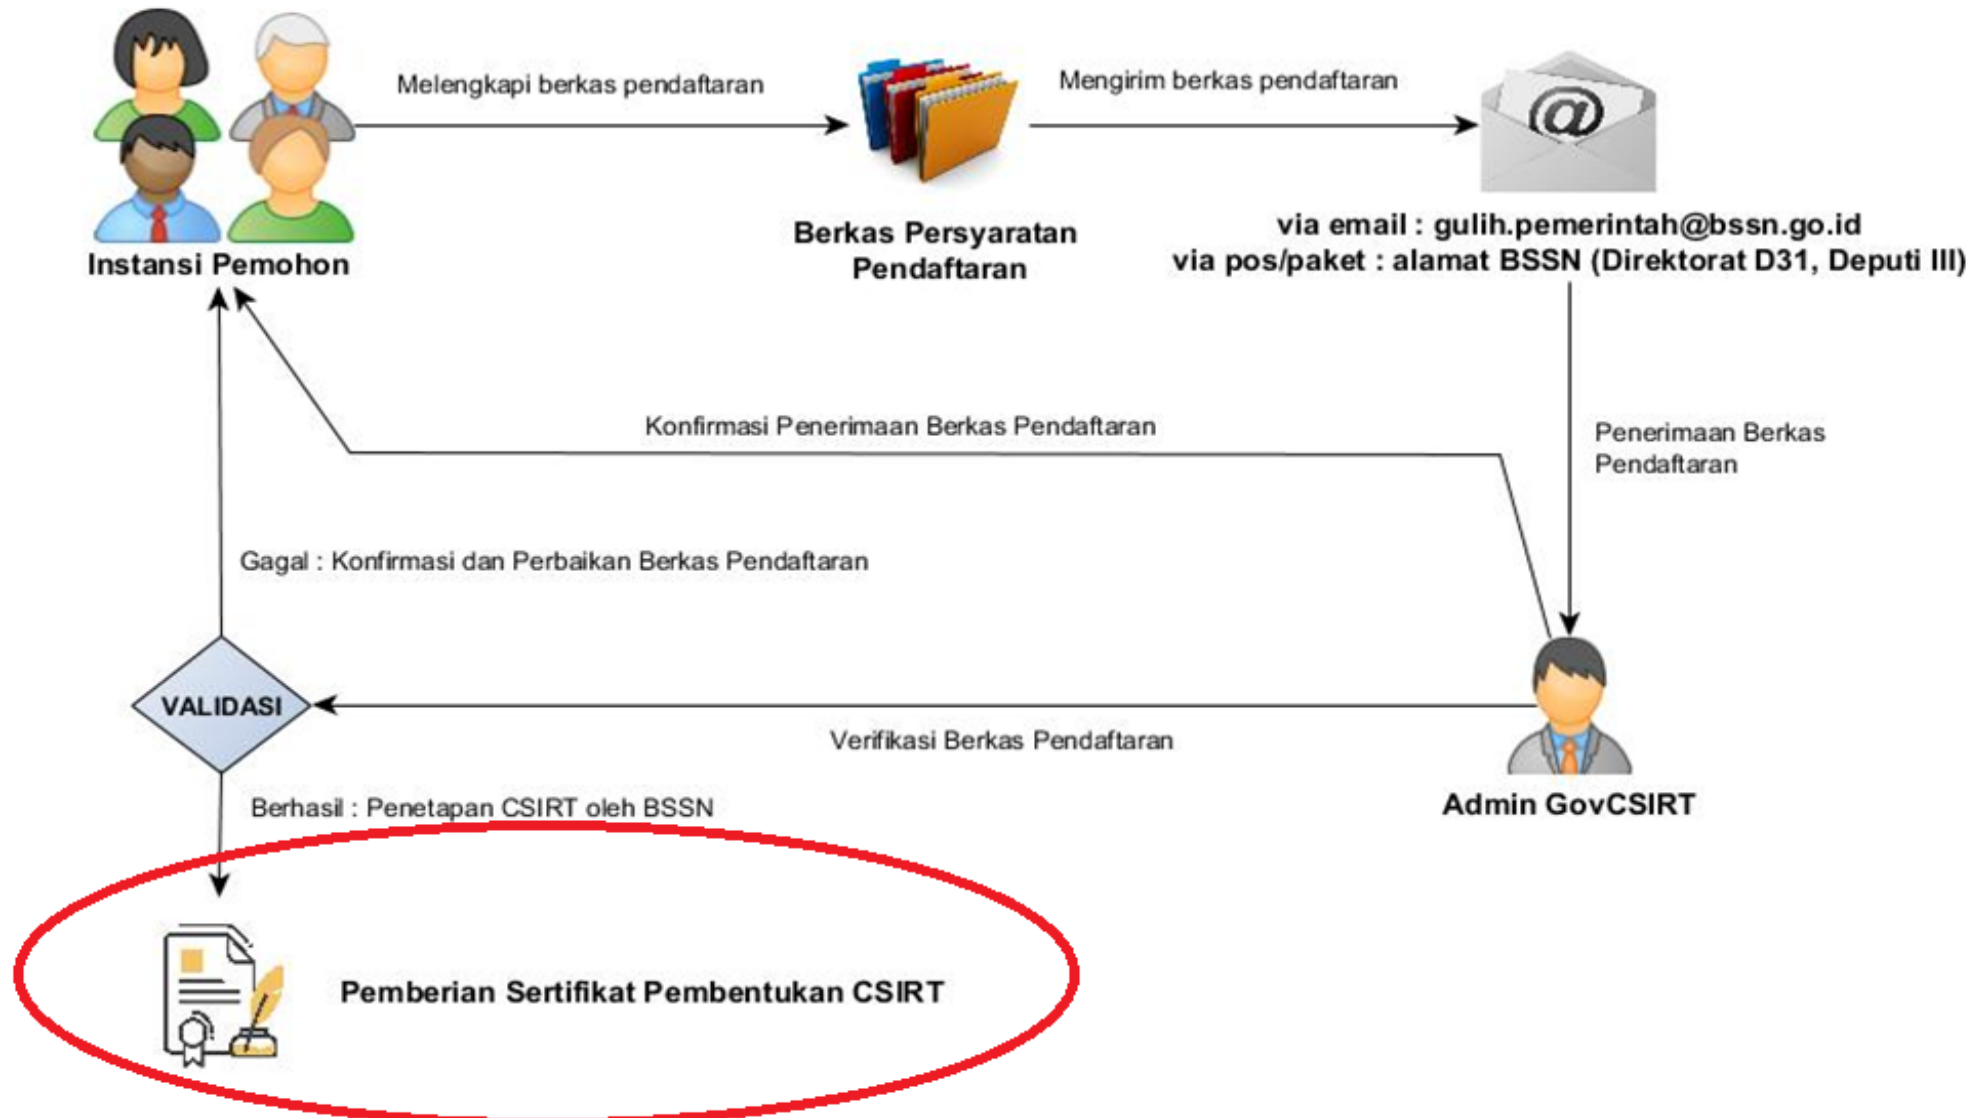 Melengkapi berkas pendaftaran
Mengirim berkas pendaftaran
@
Instansi Pemohon
Berkas Persyaratan
Pendaftaran
via email : gulih.pemerintah@bssn.go.id
via pos/paket : alamat BSSN (Direktorat D31, Deputi III)
Konfirmasi Penerimaan Berkas Pendaftaran
Penerimaan Berkas
Pendaftaran
Gagal : Konfirmasi dan Perbaikan Berkas Pendaftaran
VALIDASI
Verifikasi Berkas Pendaftaran
Berhasil : Penetapan CSIRT oleh BSSN
Admin GovCSIRT
Pemberian Sertifikat Pembentukan CSIRT